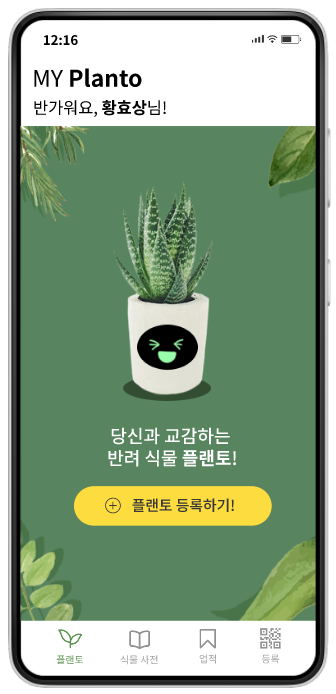 12:16
MY Planto
반가워요, 황효상님!
당신과 교감하는
반려 식물 플랜토!
플랜토 등록하기!
플랜토 식물 사전 업적 등록